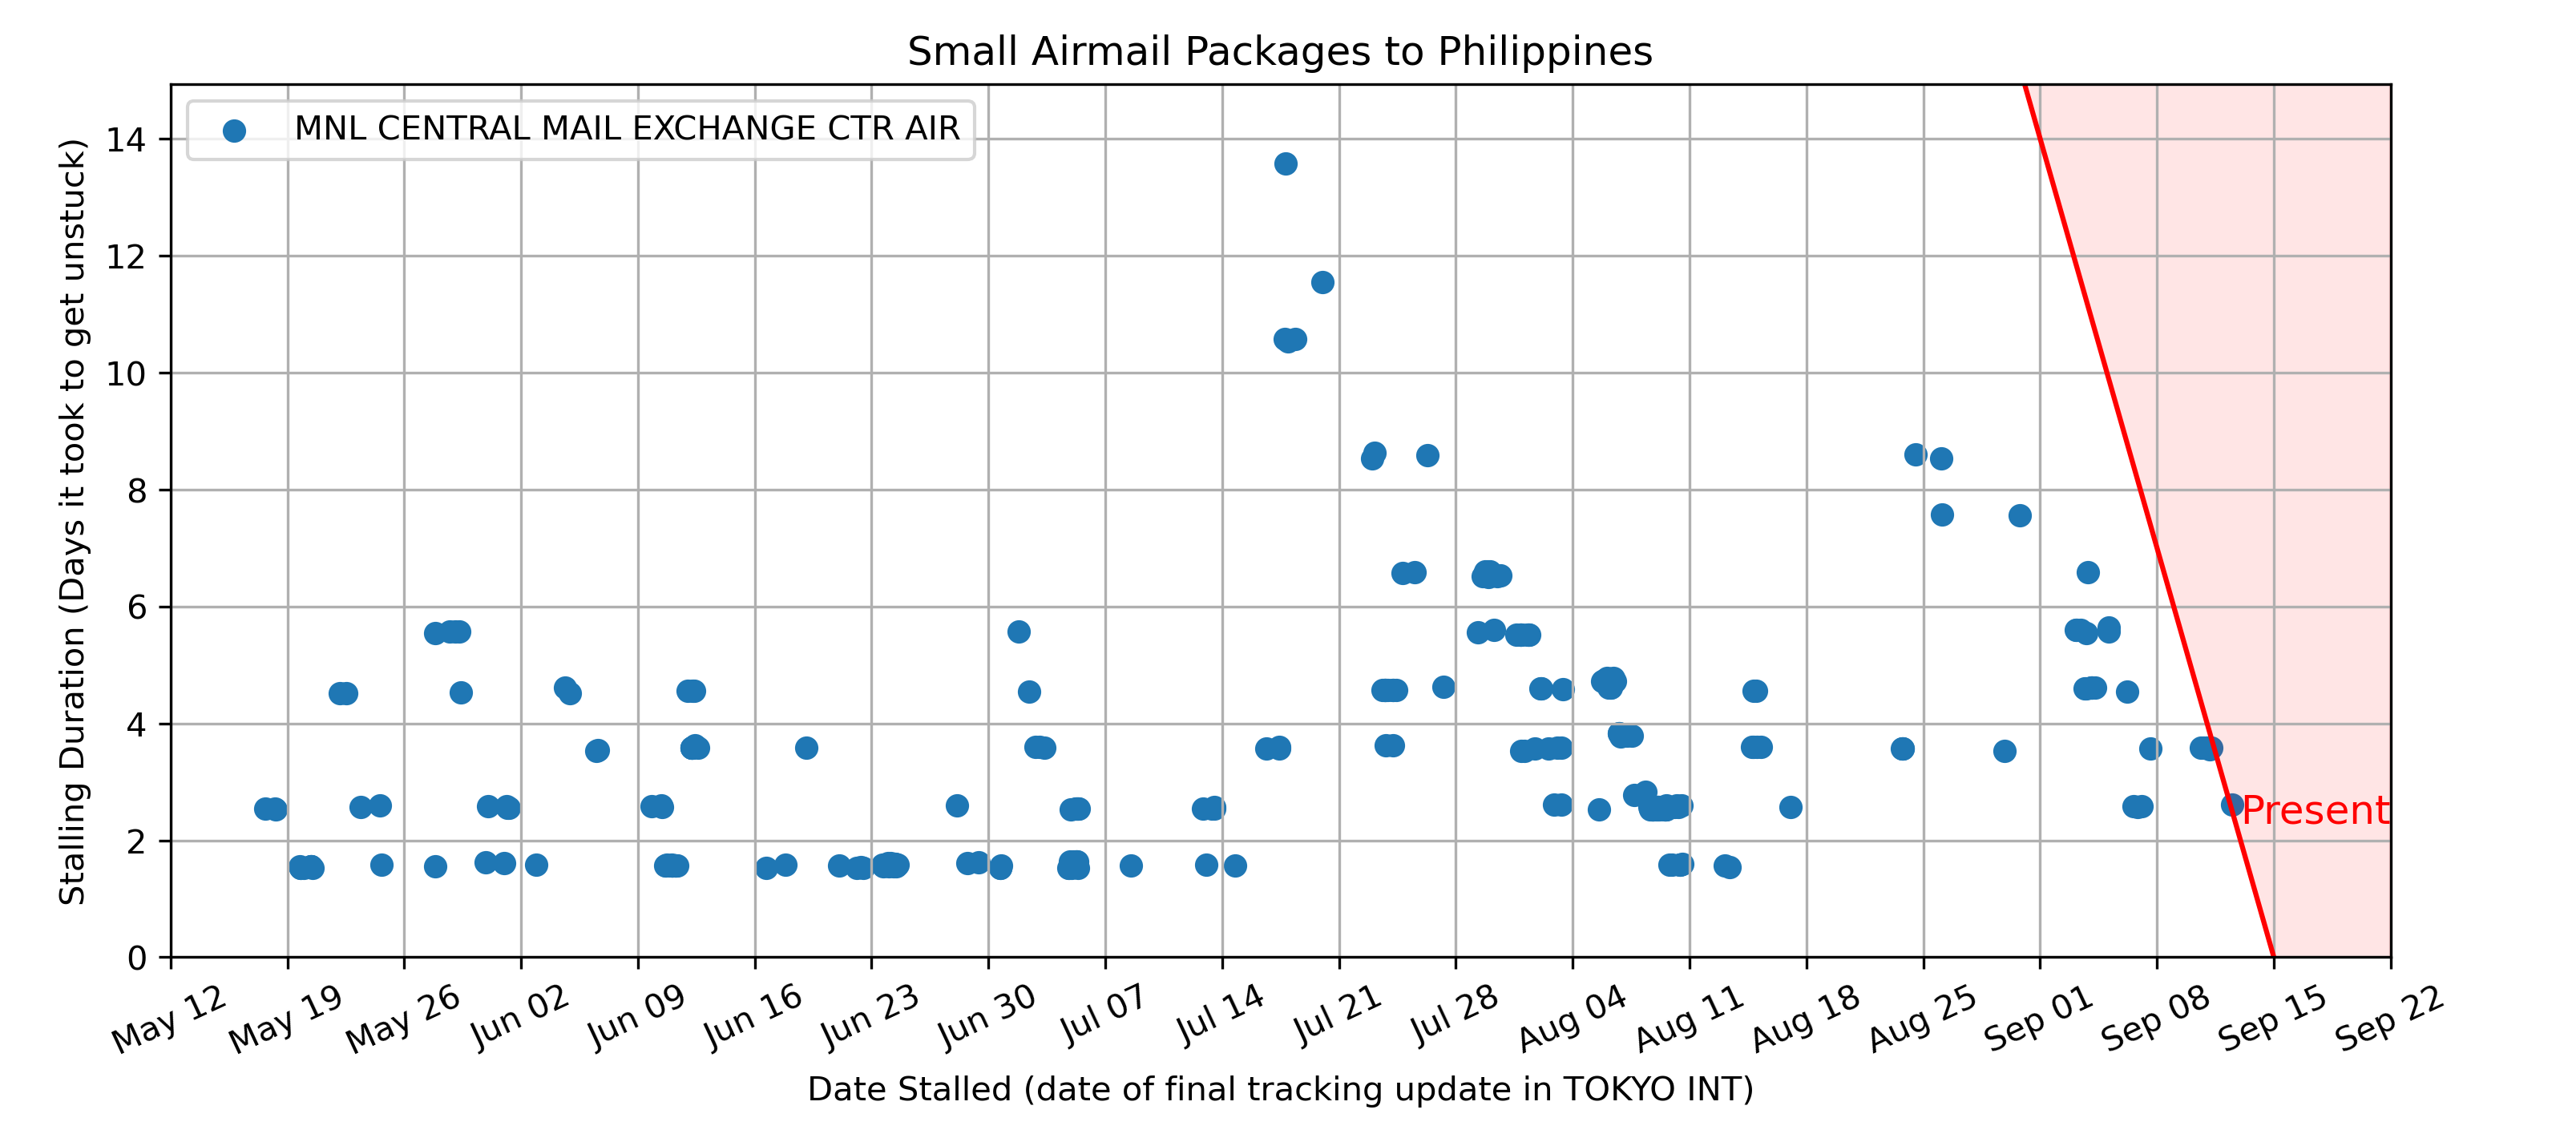 Small Airmail Packages to Philippines
MNL CENTRAL MAIL EXCHANGE CTR AIR
Stalling Duration (Days it took to get unstuck)
14
12
10
8
6
4
2
0
Present
May 12
May 19
May 26
Jun 02
Jun 09
Jun 16
Jun 23
Jun 30
Jul 07
Jul 14
Jul 21
Jul 28
Aug 04
Aug 11
Aug 18
Aug 25
Sep 01
Sep 08
Sep 15
Sep 22
Date Stalled (date of final tracking update in TOKYO INT)